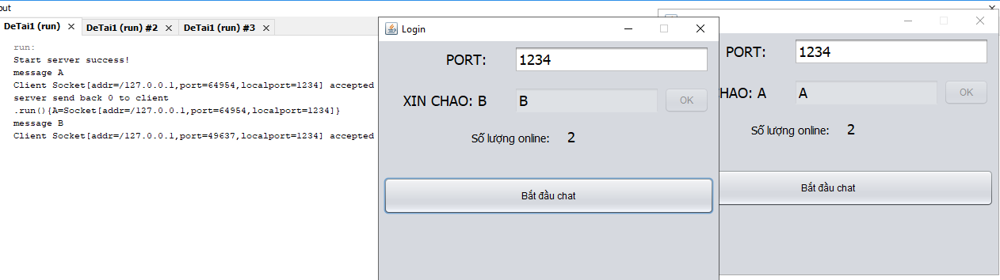 put
DeTai1 (run) DeTai1 (run) #2 DeTai1 (run) #3
run:
Start server success!
message A
Client Socket[addr=/127.0.0.1,port=64954,localport=1234] accepted
server send back 0 to client
.run(){A=Socket[addr=/127.0.0.1,port=64954,localport=1234]}
message B
Client Socket[addr=/127.0.0.1,port=49637,localport=1234] accepted
Login
PORT: 1234
XIN CHAO: B B OK
Số lượng online: 2
Bắt đầu chat
PORT: 1234
HAO: A A OK
Số lượng online: 2
Bắt đầu chat